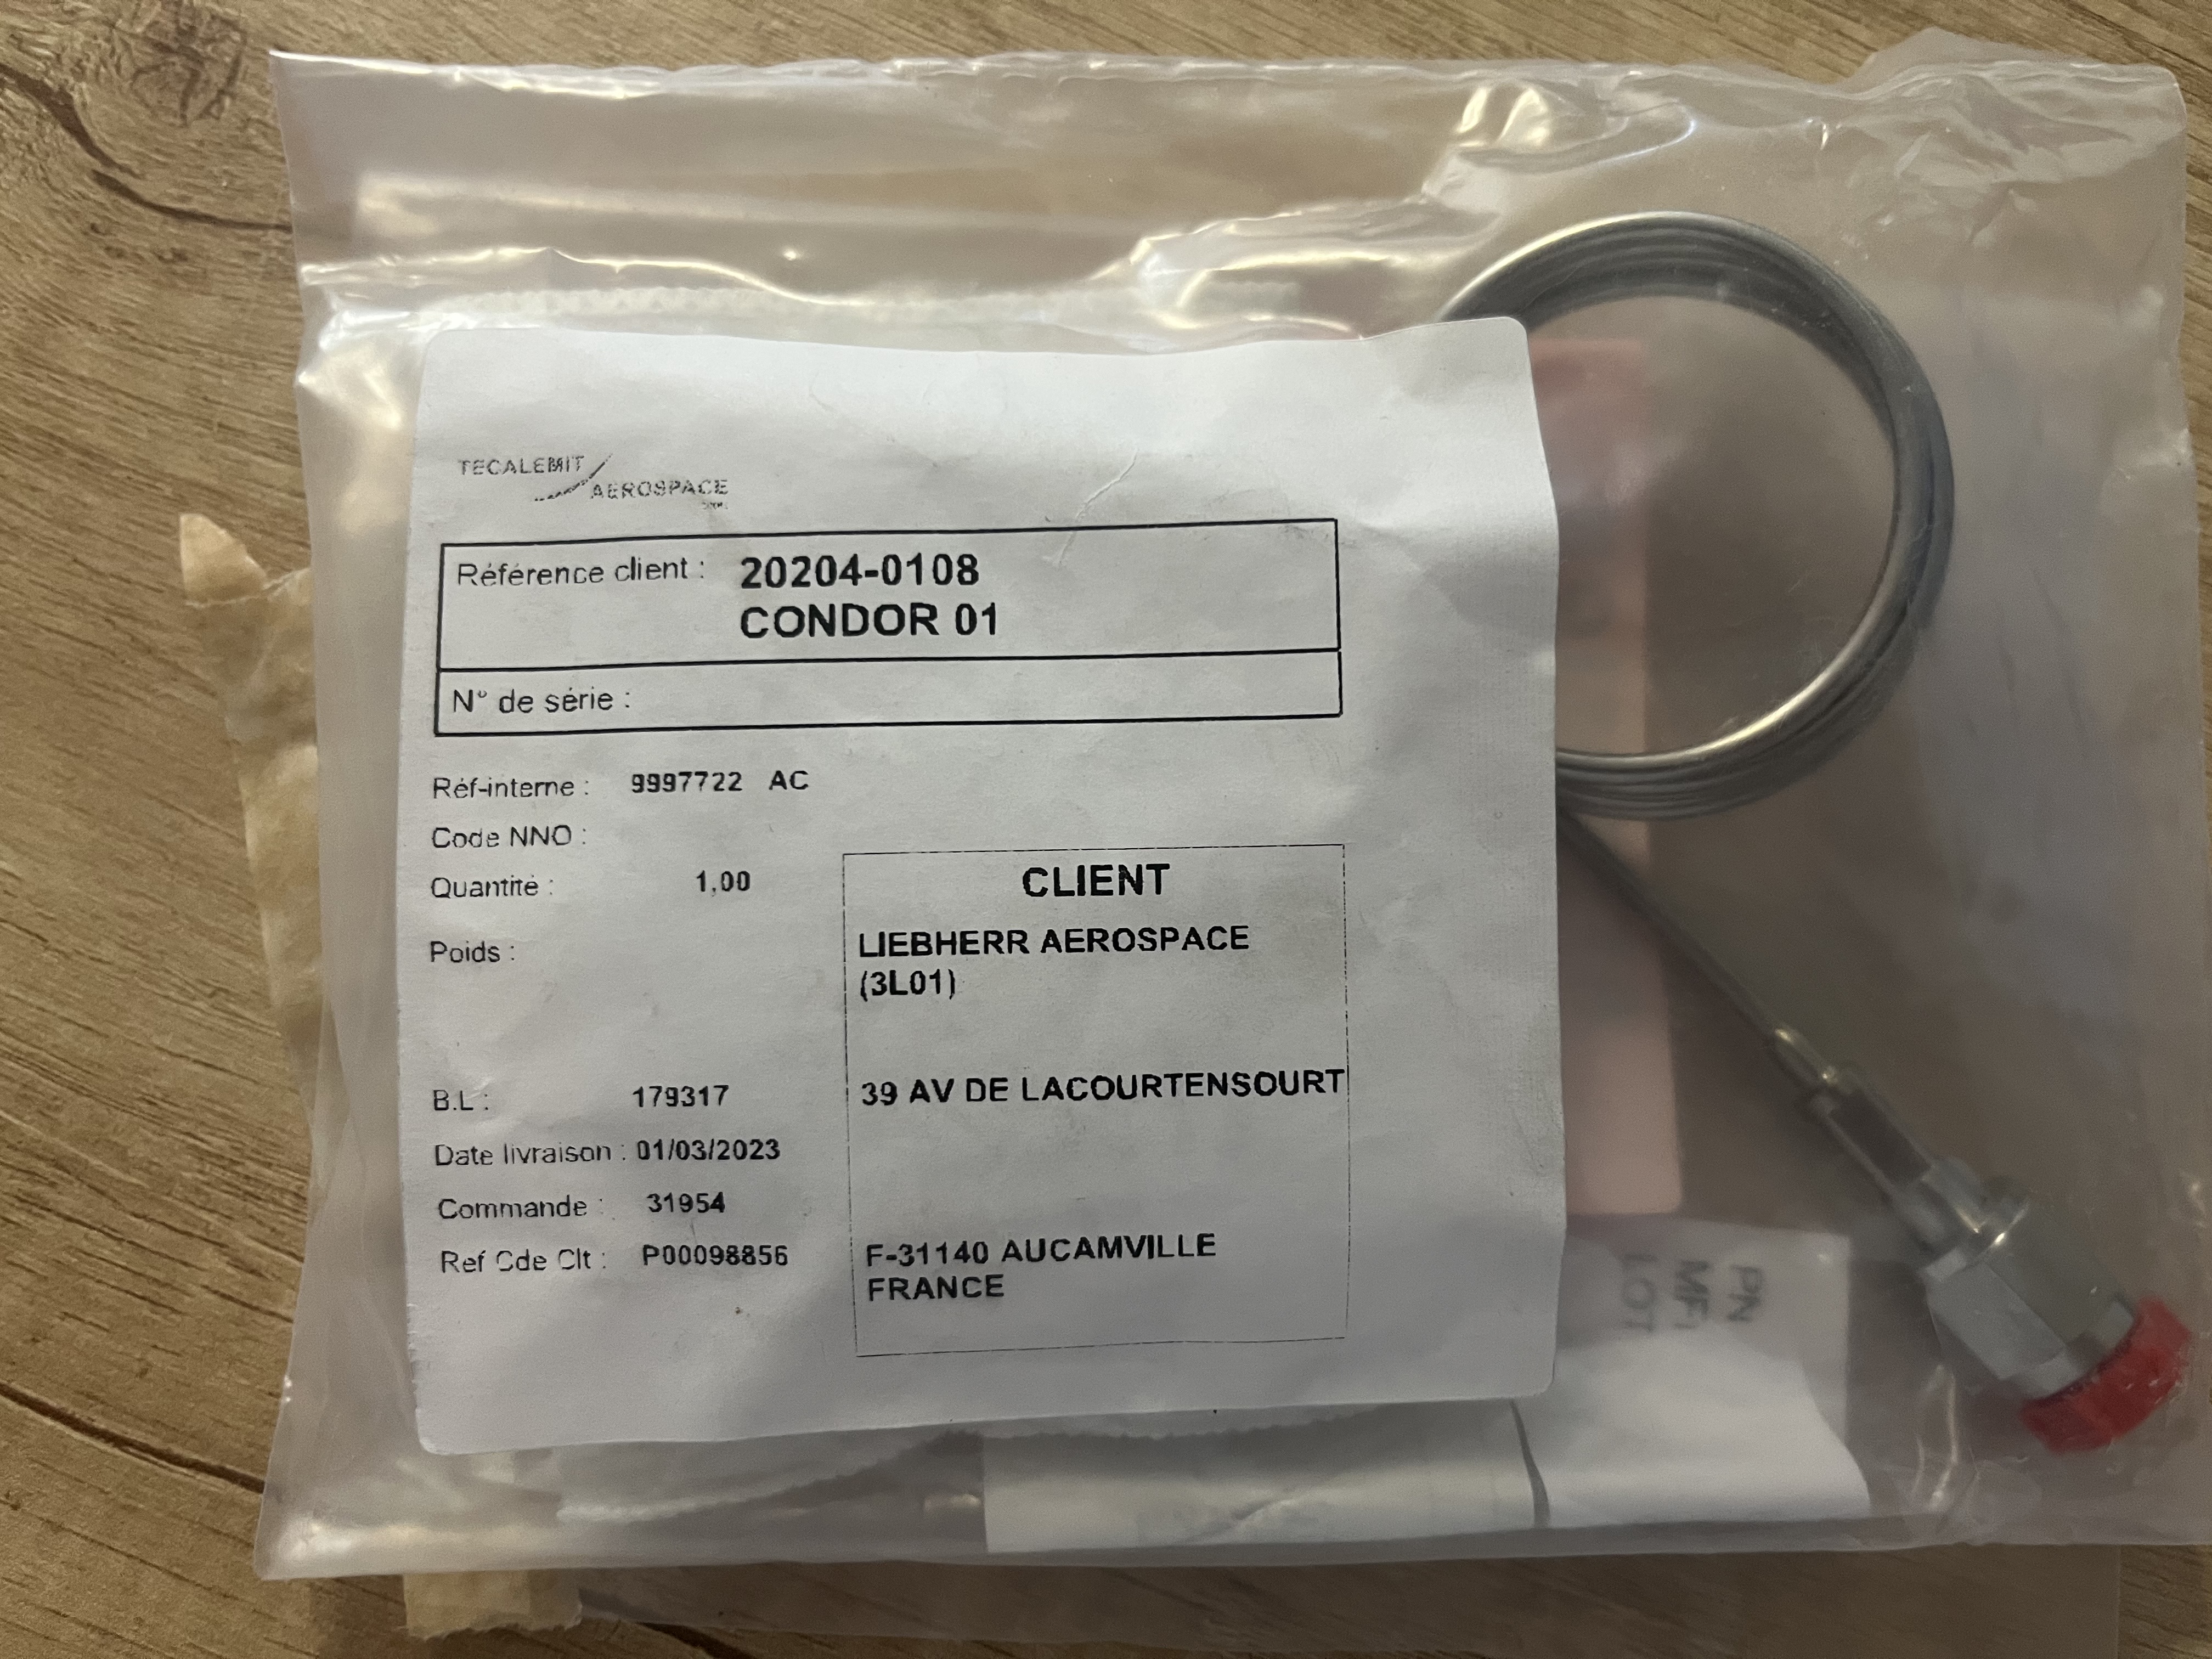 TECALEMIT
AEROSPACE
Référence client : 20204-0108
CONDOR 01
N° de série :
Réf-interne : 9997722 AC
Code NNO :
Quantité : 1,00
Poids :
B.L : 179317
Date livraison : 01/03/2023
Commande : 31954
Ref Cde Clt : P00098856
CLIENT
LIEBHERR AEROSPACE
(3L01)
39 AV DE LACOURTENSOURT
F-31140 AUCAMVILLE
FRANCE
PN
LOT